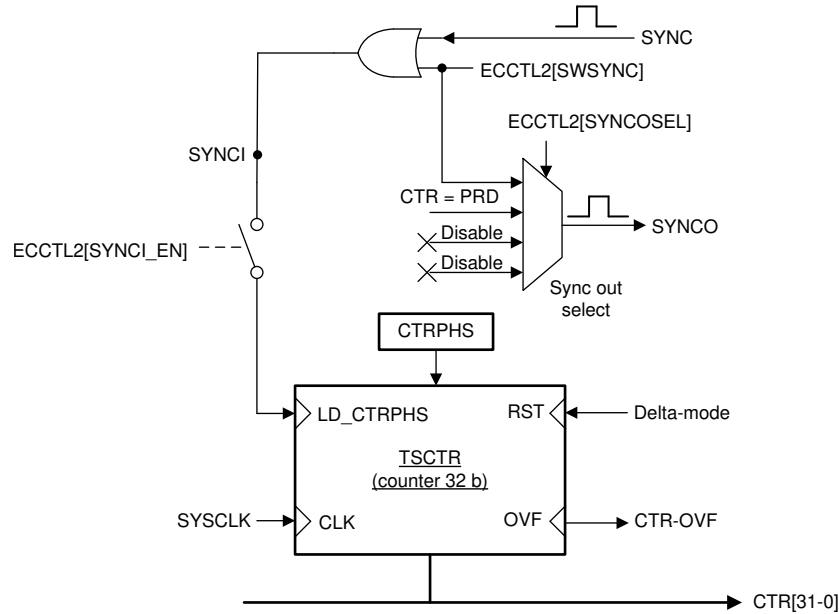 SYNC
ECCTL2[SWSYNC]
ECCTL2[SYNCOSEL]
SYNCI
CTR = PRD
SYNCO
Disable
ECCTL2[SYNCI_EN]
Disable
Sync out
select
CTRPHS
LD_CTRPHS
RST
Delta-mode
TSCTR
(counter 32 b)
SYSCLK
CLK
OVF
CTR-OVF
CTR[31-0]